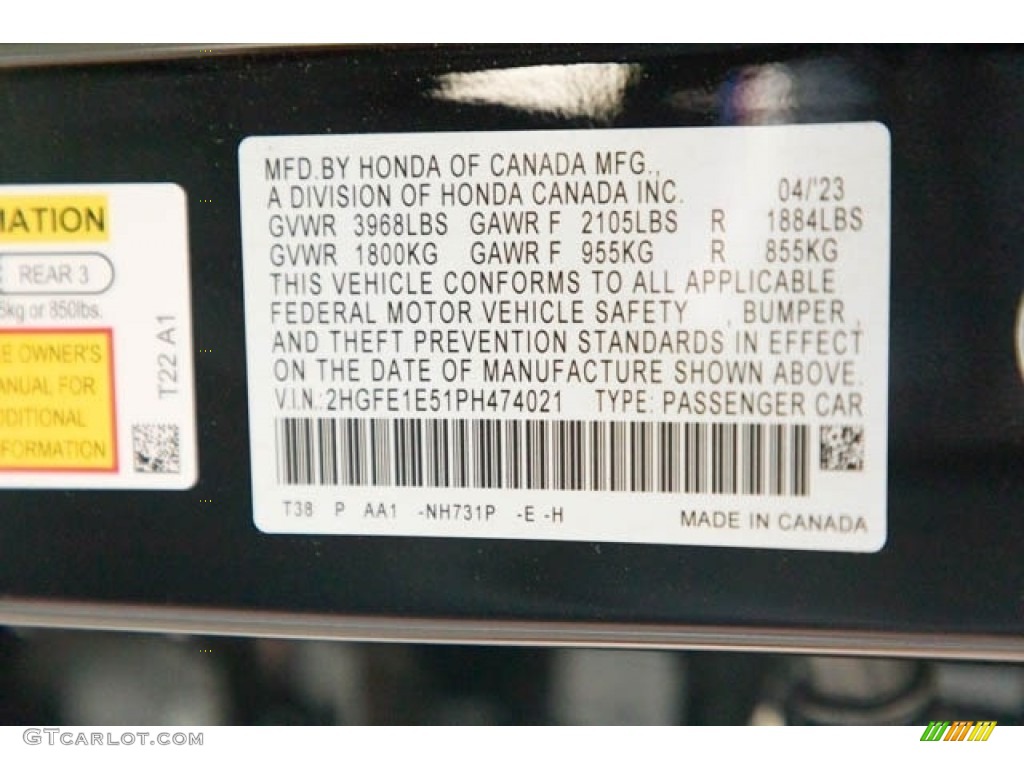 MATION
REAR 3
5kg or 850lbs.
E OWNER'S
ANUAL FOR
DDITIONAL
FORMATION
T22 A1
MFD.BY HONDA OF CANADA MFG.,
A DIVISION OF HONDA CANADA INC. 04/'23
GVWR 3968LBS GAWR F 2105LBS R 1884LBS
GVWR 1800KG GAWR F 955KG R 855KG
THIS VEHICLE CONFORMS TO ALL APPLICABLE
FEDERAL MOTOR VEHICLE SAFETY , BUMPER ,
AND THEFT PREVENTION STANDARDS IN EFFECT
ON THE DATE OF MANUFACTURE SHOWN ABOVE.
V.I.N.:2HGFE1E51PH474021 TYPE: PASSENGER CAR
T38 P AA1 -NH731P -E -H MADE IN CANADA
GTCarlot.com